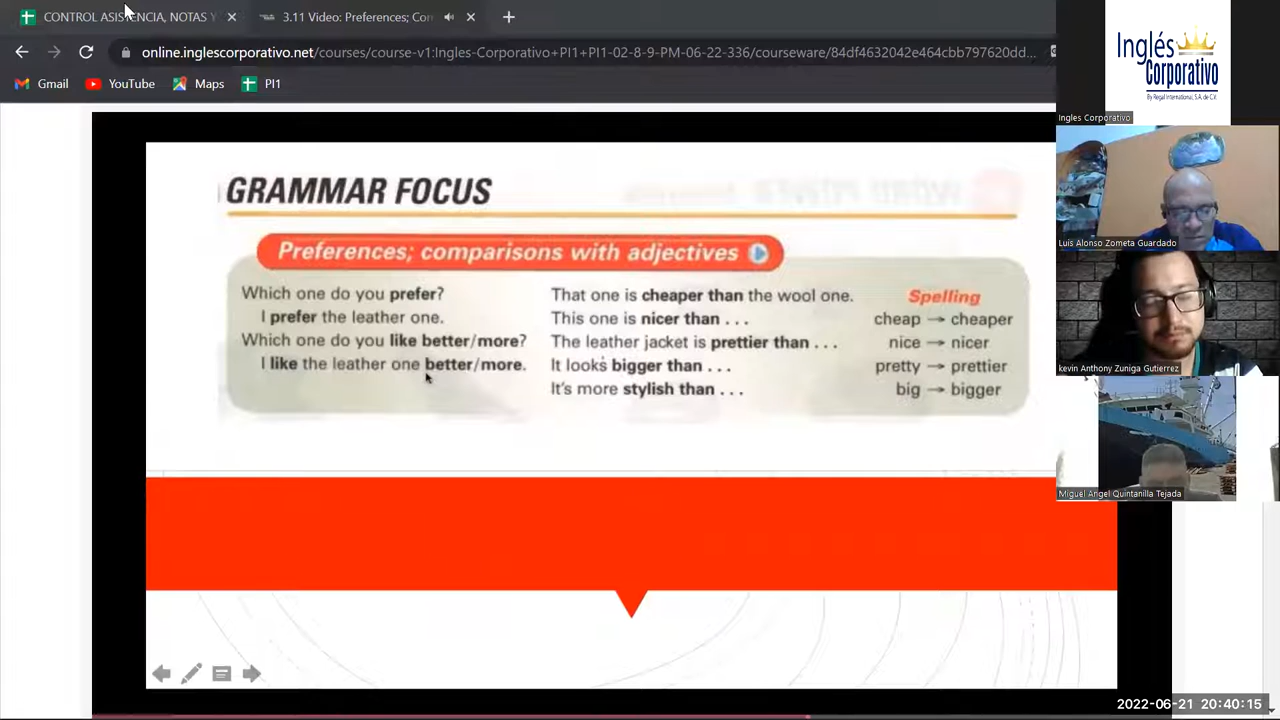 CONTROL ASISTENCIA, NOTAS Y
3.11 Video: Preferences; Con
online.inglescorporativo.net/courses/course-v1:Ingles-Corporativo+PI1+PI1-02-8-9-PM-06-22-336/courseware/84df463202e464cbb797620dd...
Gmail
YouTube
Maps
PI1
GRAMMAR FOCUS
Preferences; comparisons with adjectives
Which one do you prefer?
I prefer the leather one.
Which one do you like better/more?
I like the leather one better/more.
That one is cheaper than the wool one.
This one is nicer than . . .
The leather jacket is prettier than . . .
It looks bigger than . . .
It's more stylish than . . .
Spelling
cheap → cheaper
nice → nicer
pretty → prettier
big → bigger
Inglés
Corporativo
By Regal International, S.A. de C.V.
Ingles Corporativo
Luis Alonso Zometa Guardado
kevin Anthony Zuniga Gutierrez
Miguel Angel Quintanilla Tejada
2022-06-21 20:40:15